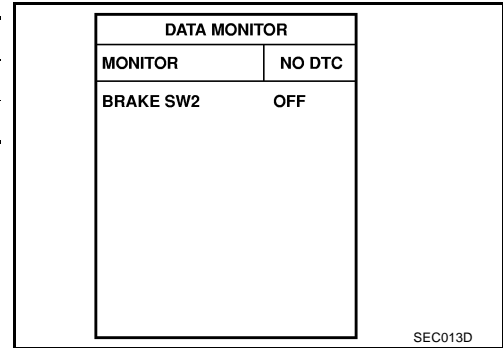 DATA MONITOR
MONITOR NO DTC
BRAKE SW2 OFF
SEC013D